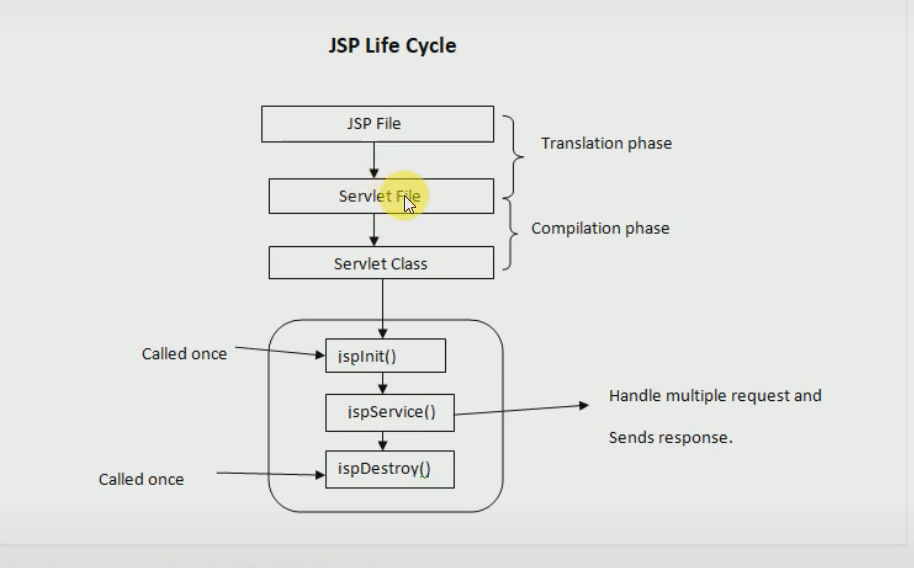 JSP Life Cycle
JSP File
Translation phase
Servlet File
Compilation phase
Servlet Class
Called once
jspInit()
jspService()
Handle multiple request and
Sends response.
jspDestroy()
Called once